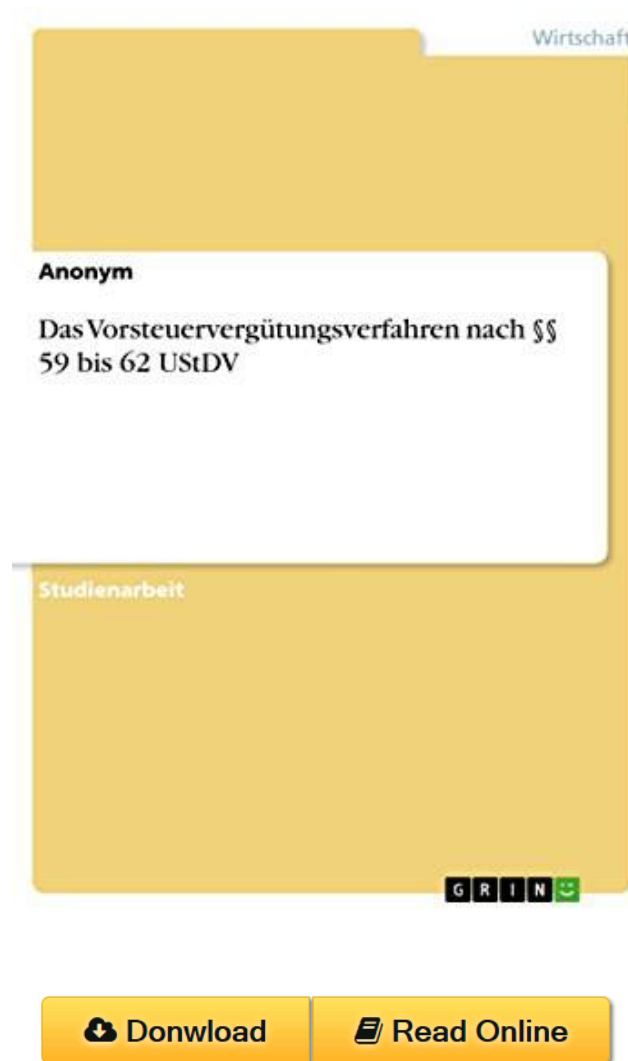 Wirtschaft
Anonym
Das Vorsteuervergütungsverfahren nach §§
59 bis 62 UStDV
Studienarbeit
GRIN
Donwload Read Online